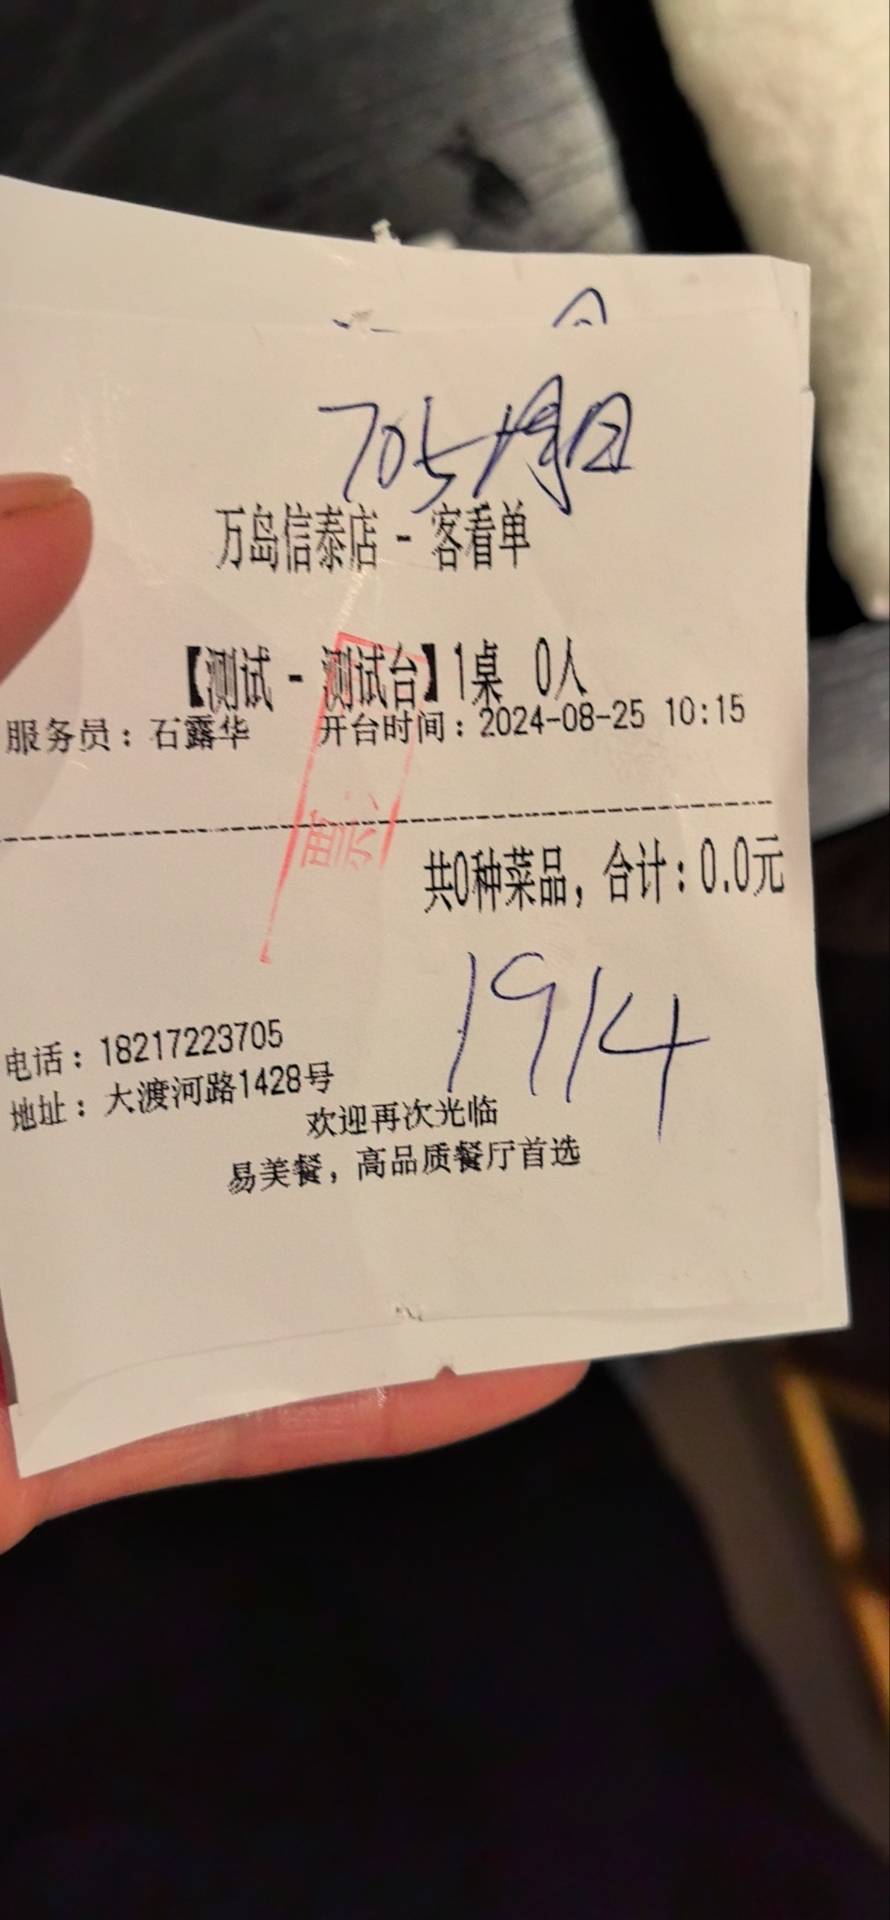 705
万岛信泰店 - 客看单
【测试 - 测试台】1桌 0人
服务员：石露华 开台时间：2024-08-25 10:15
共0种菜品，合计：0.0元
1914
电话：18217223705
地址：大渡河路1428号
欢迎再次光临
易美餐，高品质餐厅首选